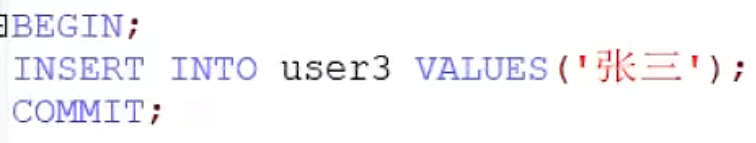 BEGIN;
INSERT INTO user3 VALUES('张三');
COMMIT;